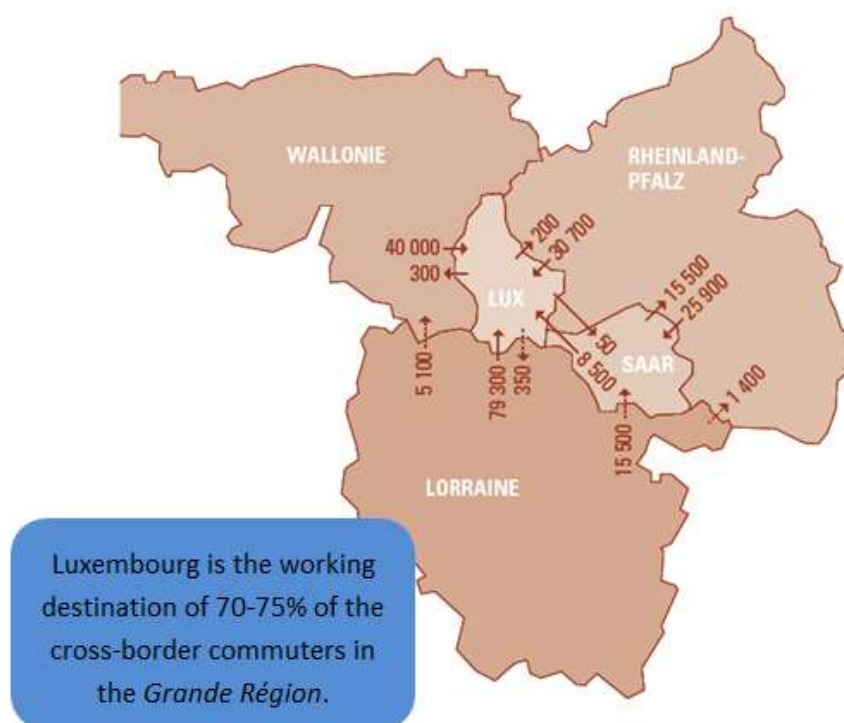 WALLONIE
RHEINLAND-
PFALZ
40 000
300
200
30 700
LUX
15 500
25 900
50
8 500
SAAR
5 100
79 300
350
15 500
1 400
LORRAINE
Luxembourg is the working
destination of 70-75% of the
cross-border commuters in
the Grande Région.